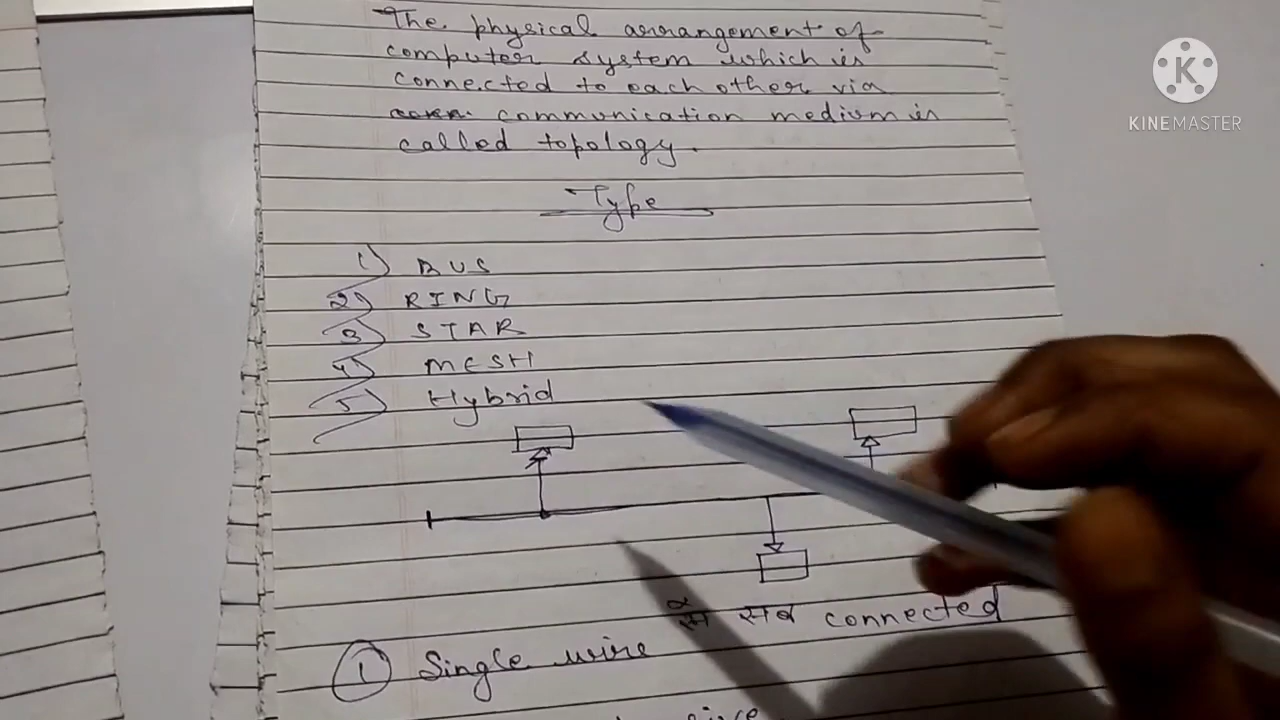 The physical arrangement of
computer system which is
connected to each other via
communication medium is
called topology.
Type
1) BUS
2) RING
3) STAR
4) MESH
5) Hybrid
① Single wire से सब connected
KINEMASTER